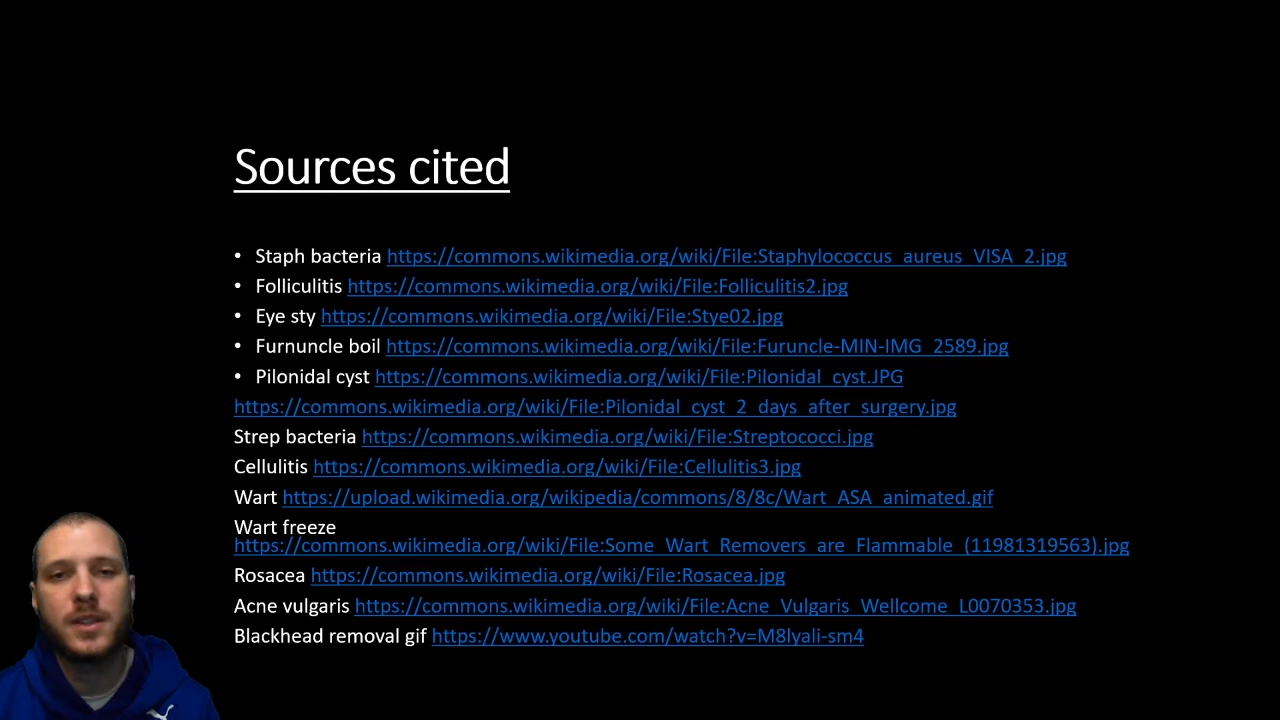 Sources cited
• Staph bacteria https://commons.wikimedia.org/wiki/File:Staphylococcus_aureus_VISA_2.jpg
• Folliculitis https://commons.wikimedia.org/wiki/File:Folliculitis2.jpg
• Eye sty https://commons.wikimedia.org/wiki/File:Stye02.jpg
• Furnuncle boil https://commons.wikimedia.org/wiki/File:Furuncle-MIN-IMG_2589.jpg
• Pilonidal cyst https://commons.wikimedia.org/wiki/File:Pilonidal_cyst.JPG
https://commons.wikimedia.org/wiki/File:Pilonidal_cyst_2_days_after_surgery.jpg
Strep bacteria https://commons.wikimedia.org/wiki/File:Streptococci.jpg
Cellulitis https://commons.wikimedia.org/wiki/File:Cellulitis3.jpg
Wart https://upload.wikimedia.org/wikipedia/commons/8/8c/Wart_ASA_animated.gif
Wart freeze
https://commons.wikimedia.org/wiki/File:Some_Wart_Removers_are_Flammable_(11981319563).jpg
Rosacea https://commons.wikimedia.org/wiki/File:Rosacea.jpg
Acne vulgaris https://commons.wikimedia.org/wiki/File:Acne_Vulgaris_Wellcome_L0070353.jpg
Blackhead removal gif https://www.youtube.com/watch?v=M8lyali-sm4